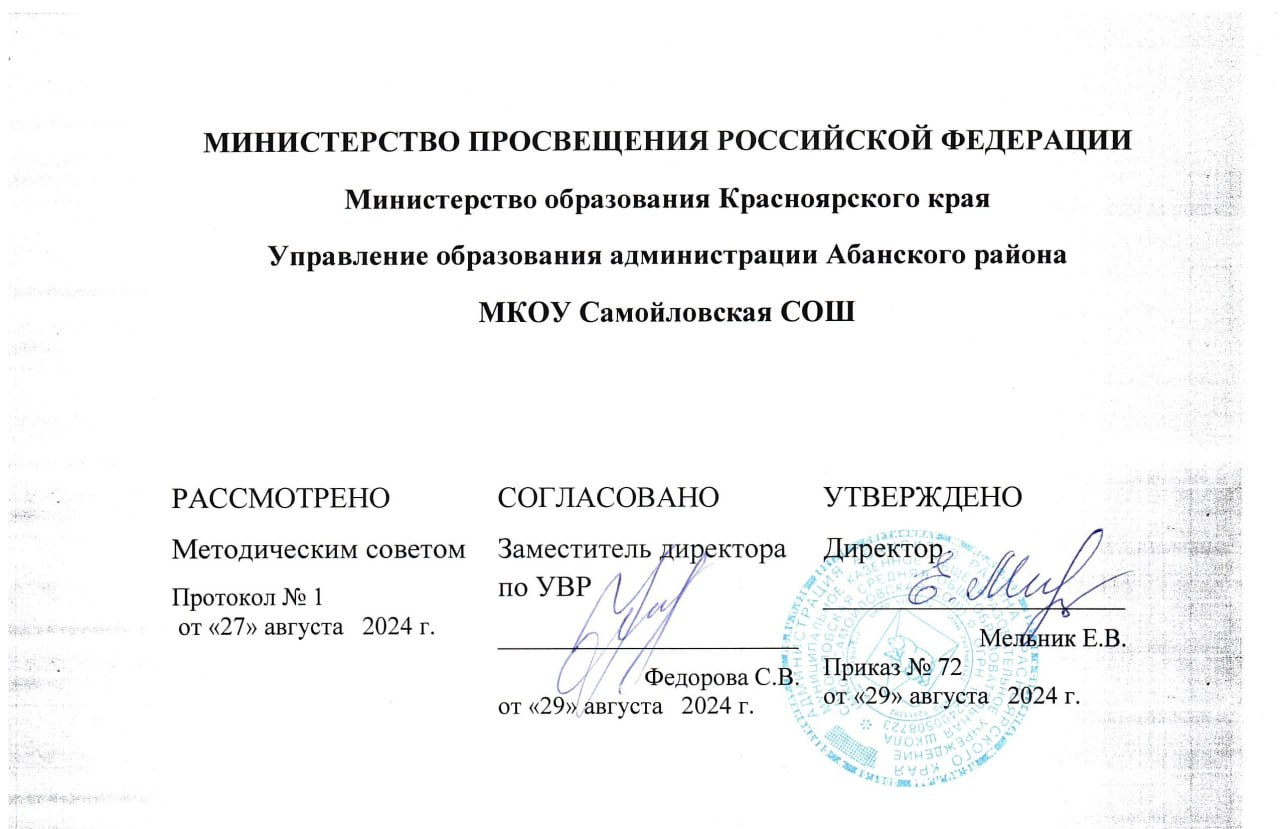 МИНИСТЕРСТВО ПРОСВЕЩЕНИЯ РОССИЙСКОЙ ФЕДЕРАЦИИ
Министерство образования Красноярского края
Управление образования администрации Абанского района
МКОУ Самойловская СОШ
РАССМОТРЕНО
Методическим советом
Протокол № 1
от «27» августа 2024 г.
СОГЛАСОВАНО
Заместитель директора
по УВР
Федорова С.В.
от «29» августа 2024 г.
УТВЕРЖДЕНО
Директор
Мельник Е.В.
Приказ № 72
от «29» августа 2024 г.